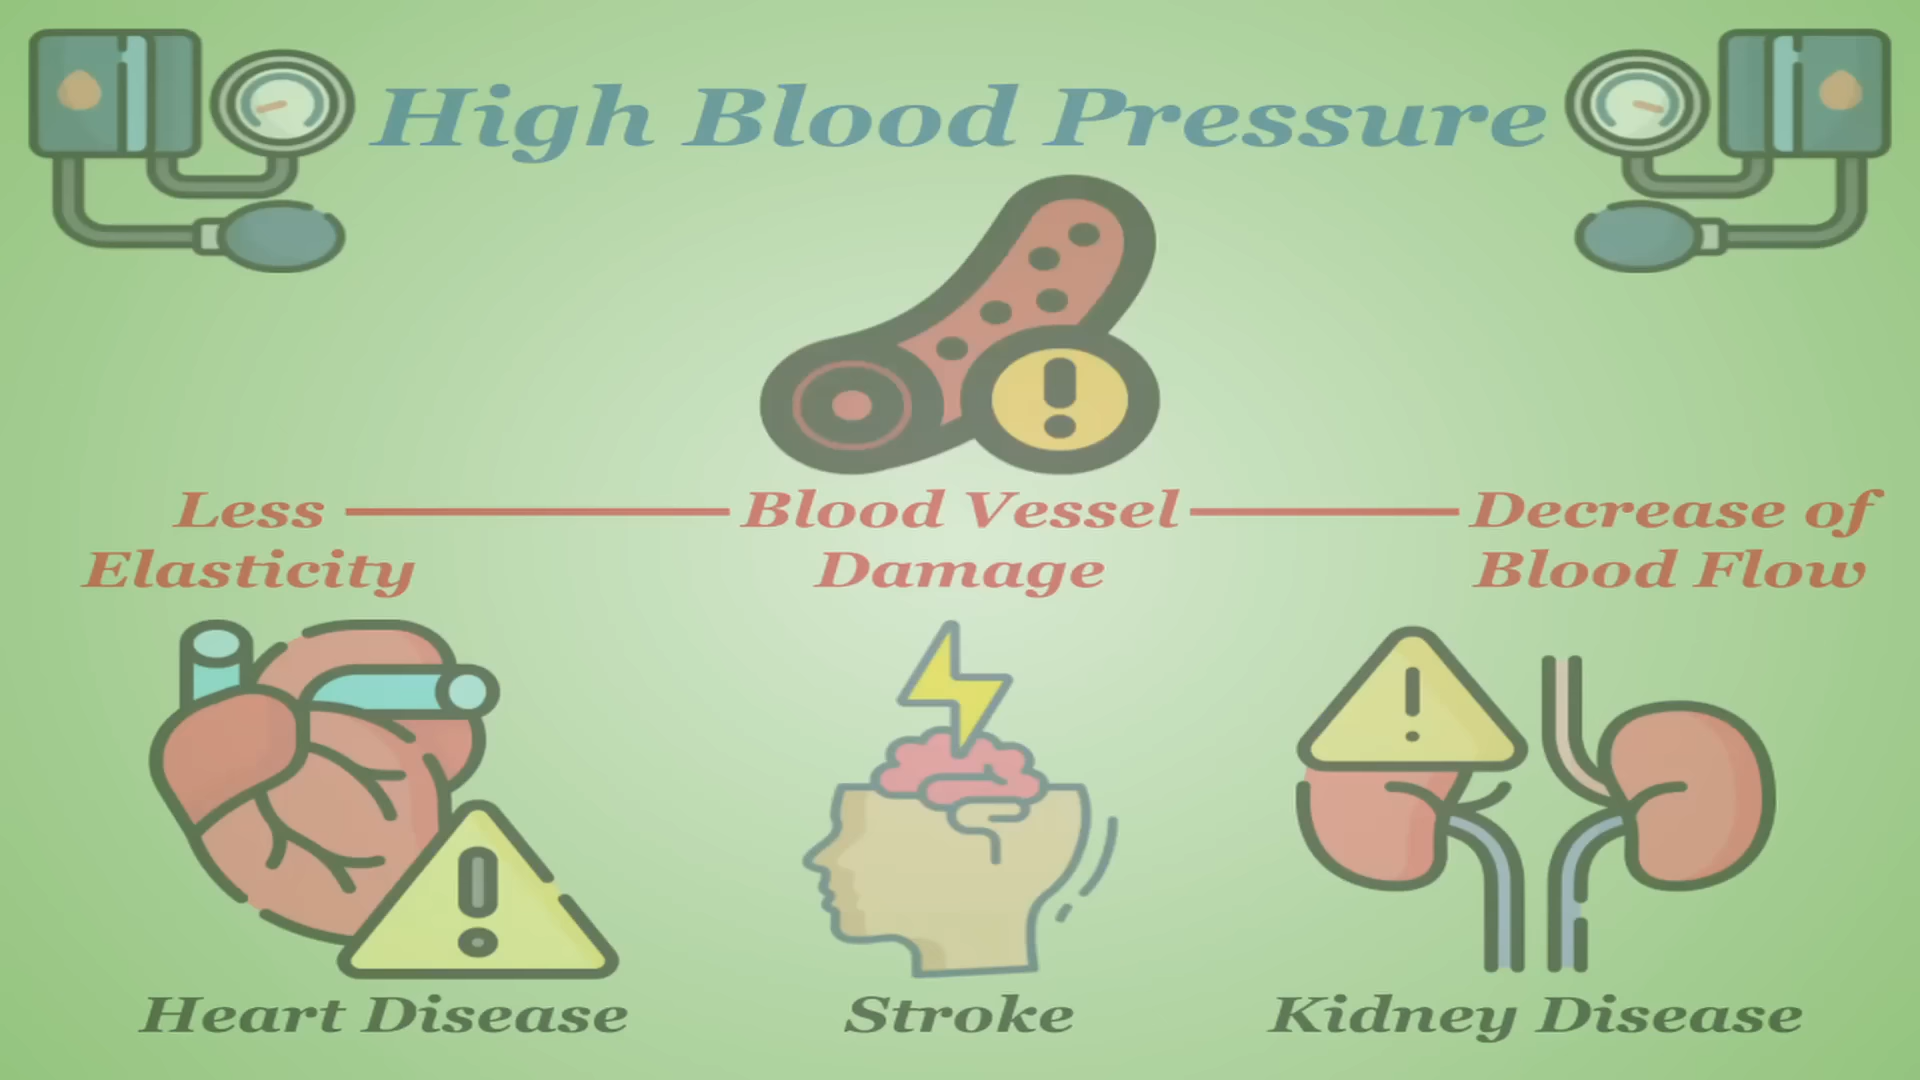 High Blood Pressure
Less
Elasticity
Blood Vessel
Damage
Decrease of
Blood Flow
Heart Disease
Stroke
Kidney Disease